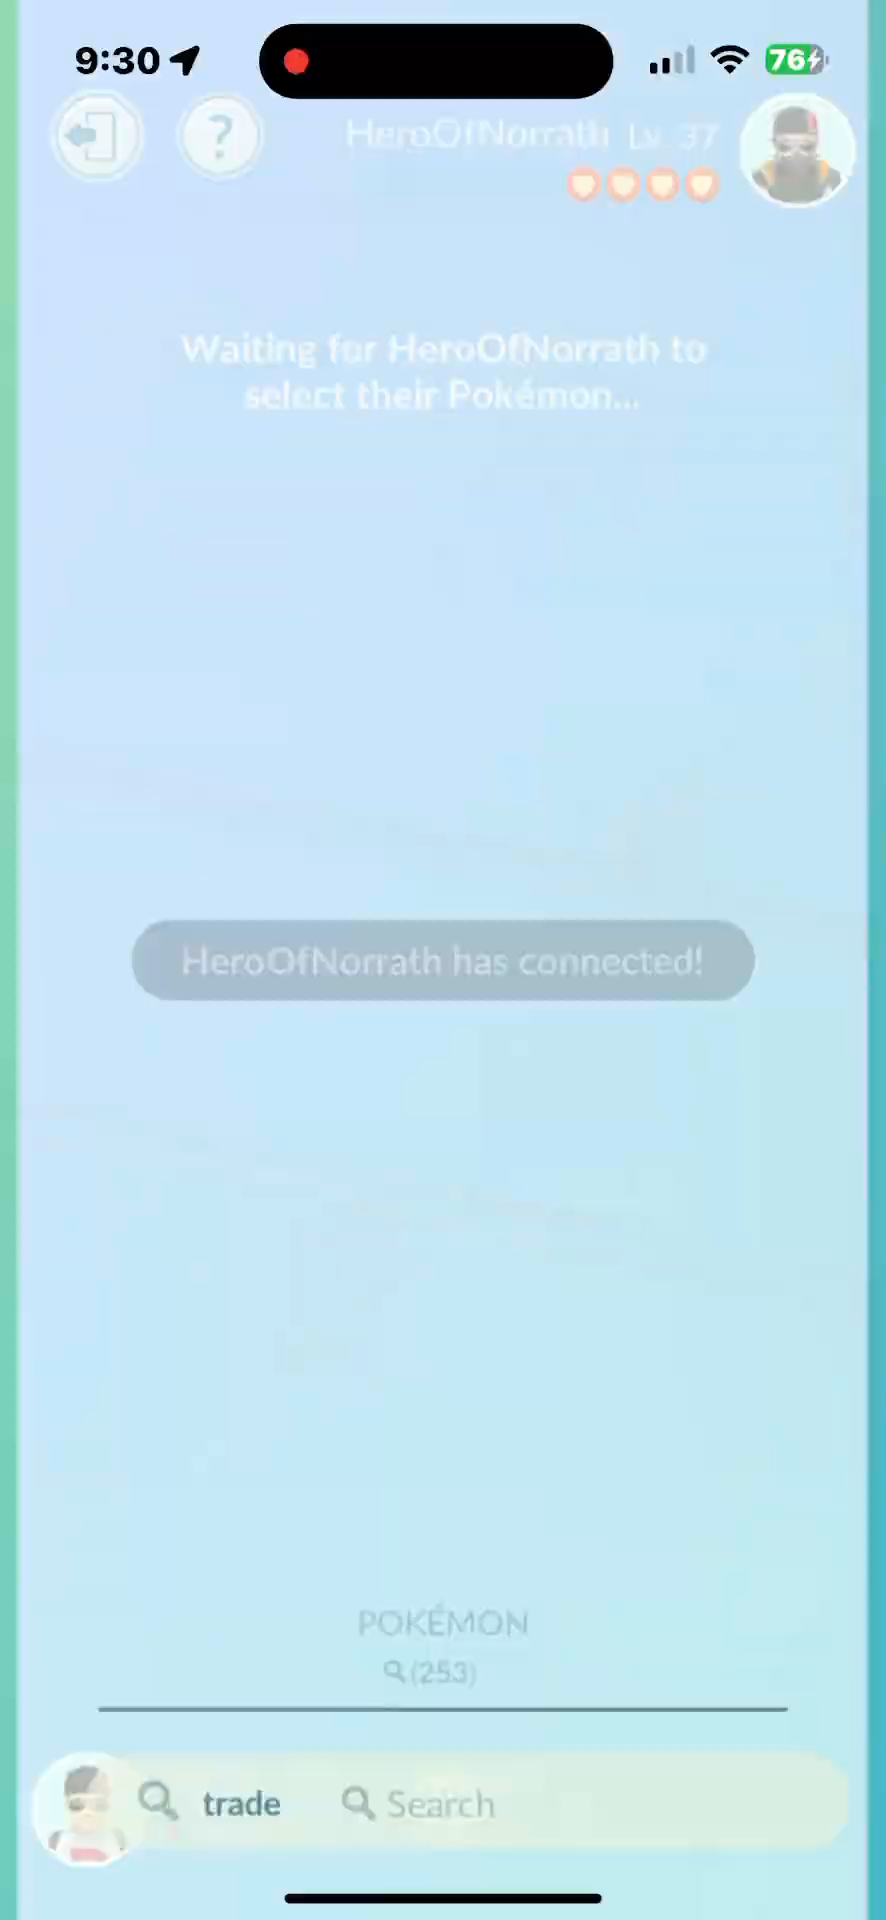 9:30
76
?
HeroOfNorrath Lv. 37
Waiting for HeroOfNorrath to
select their Pokémon...
HeroOfNorrath has connected!
POKÉMON
(253)
trade Search